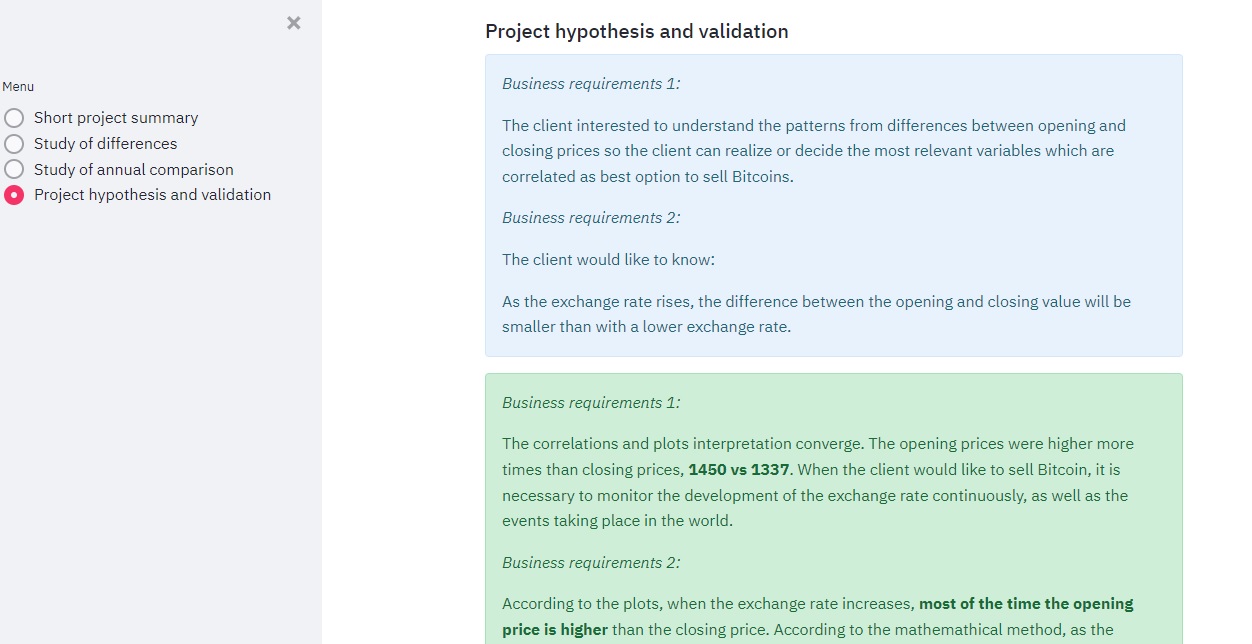 Menu
Short project summary
Study of differences
Study of annual comparison
Project hypothesis and validation
Project hypothesis and validation
Business requirements 1:
The client interested to understand the patterns from differences between opening and
closing prices so the client can realize or decide the most relevant variables which are
correlated as best option to sell Bitcoins.
Business requirements 2:
The client would like to know:
As the exchange rate rises, the difference between the opening and closing value will be
smaller than with a lower exchange rate.
Business requirements 1:
The correlations and plots interpretation converge. The opening prices were higher more
times than closing prices, 1450 vs 1337. When the client would like to sell Bitcoin, it is
necessary to monitor the development of the exchange rate continuously, as well as the
events taking place in the world.
Business requirements 2:
According to the plots, when the exchange rate increases, most of the time the opening
price is higher than the closing price. According to the mathemathical method, as the